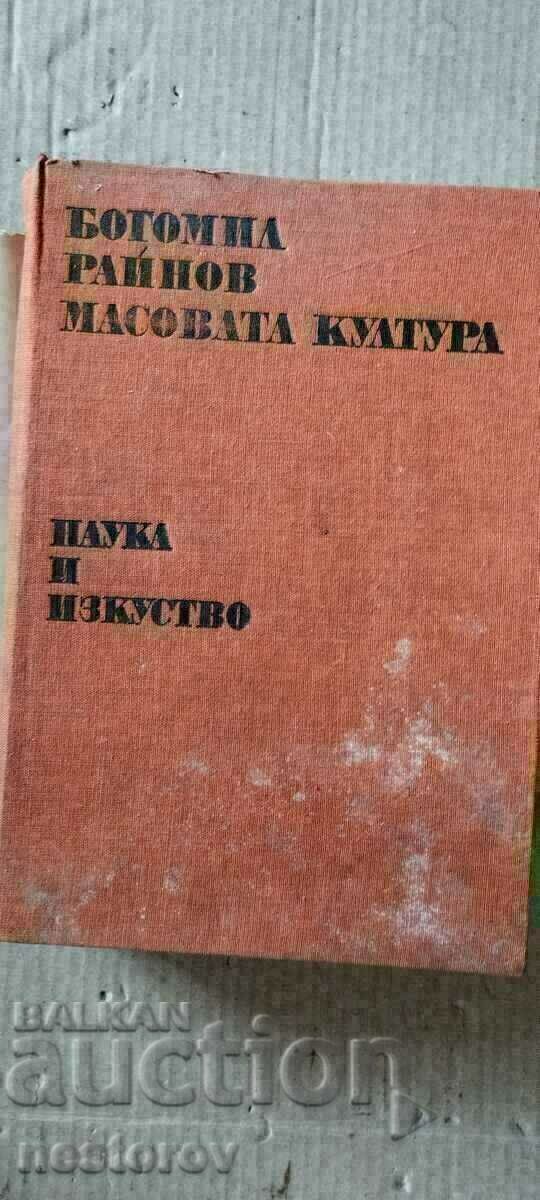 БОГОМИЛ
РАЙНОВ
МАСОВАТА КУЛТУРА
НАУКА
И
ИЗКУСТВО
BALKAN
auction
nestorov